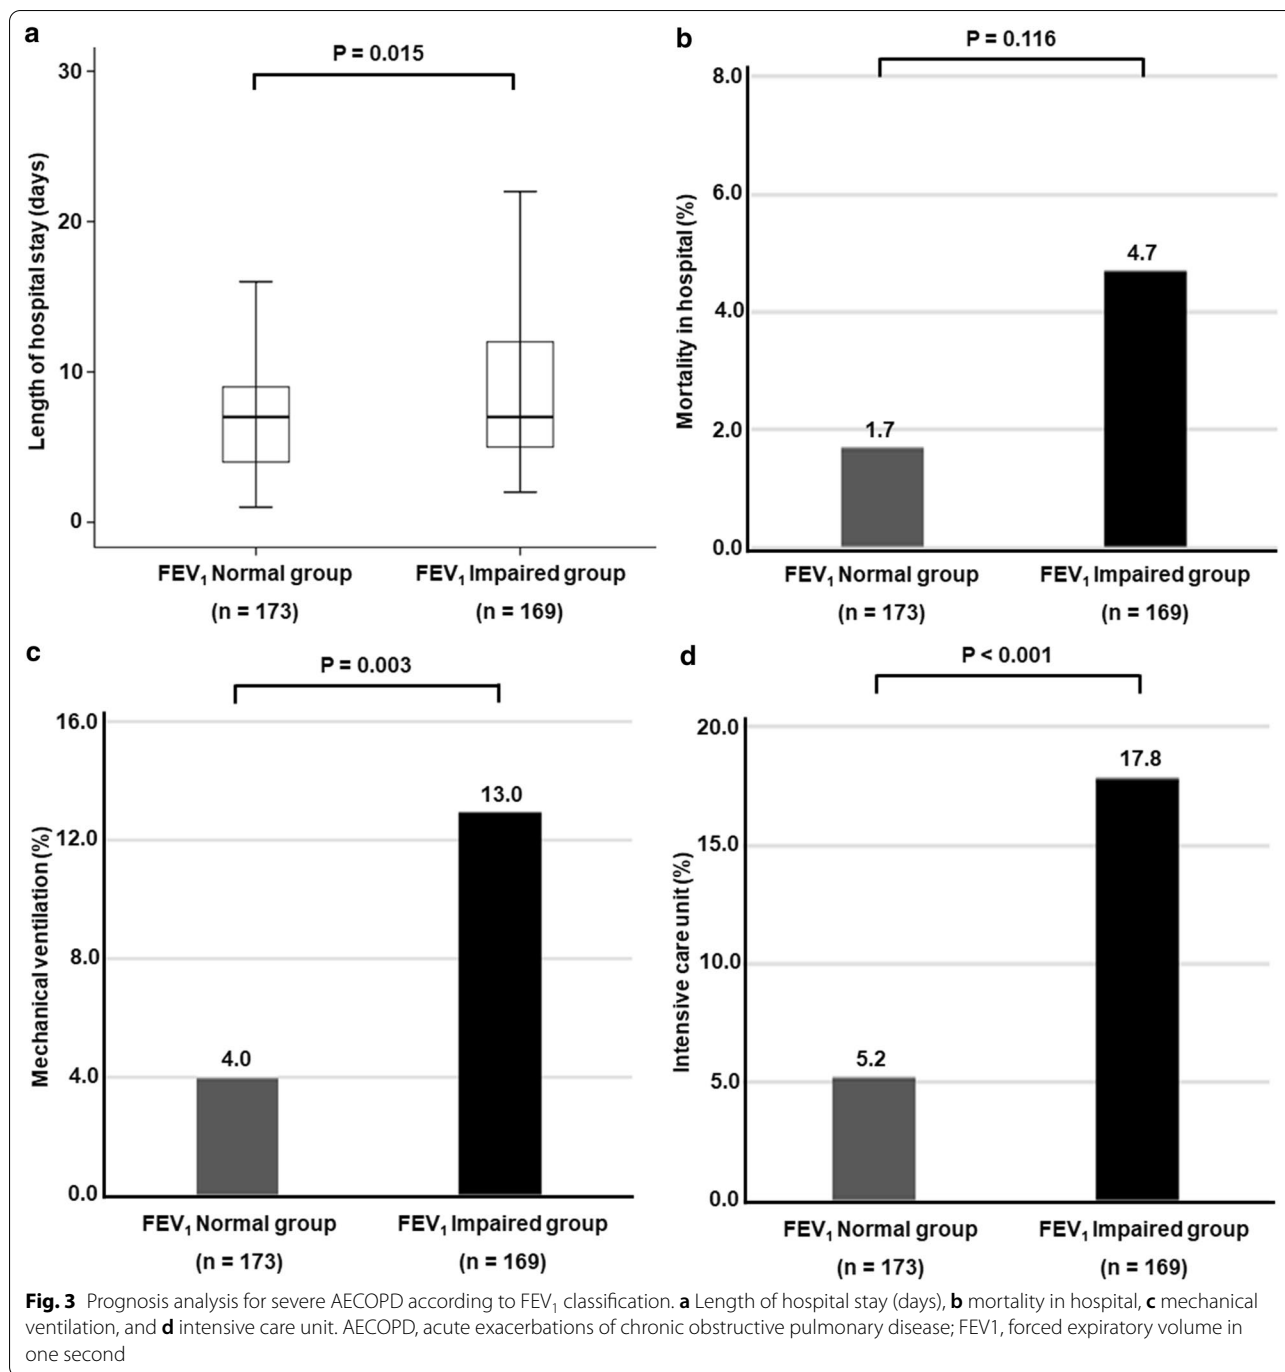 a
P = 0.015
30
20
10
0
Length of hospital stay (days)
FEV₁ Normal group
(n = 173)
FEV₁ Impaired group
(n = 169)
b
P = 0.116
8.0
6.0
4.0
2.0
0.0
Mortality in hospital (%)
1.7
4.7
FEV₁ Normal group
(n = 173)
FEV₁ Impaired group
(n = 169)
c
P = 0.003
16.0
12.0
8.0
4.0
0.0
Mechanical ventilation (%)
4.0
13.0
FEV₁ Normal group
(n = 173)
FEV₁ Impaired group
(n = 169)
d
P < 0.001
20.0
15.0
10.0
5.0
0.0
Intensive care unit (%)
5.2
17.8
FEV₁ Normal group
(n = 173)
FEV₁ Impaired group
(n = 169)
Fig. 3 Prognosis analysis for severe AECOPD according to FEV₁ classification. a Length of hospital stay (days), b mortality in hospital, c mechanical
ventilation, and d intensive care unit. AECOPD, acute exacerbations of chronic obstructive pulmonary disease; FEV1, forced expiratory volume in
one second